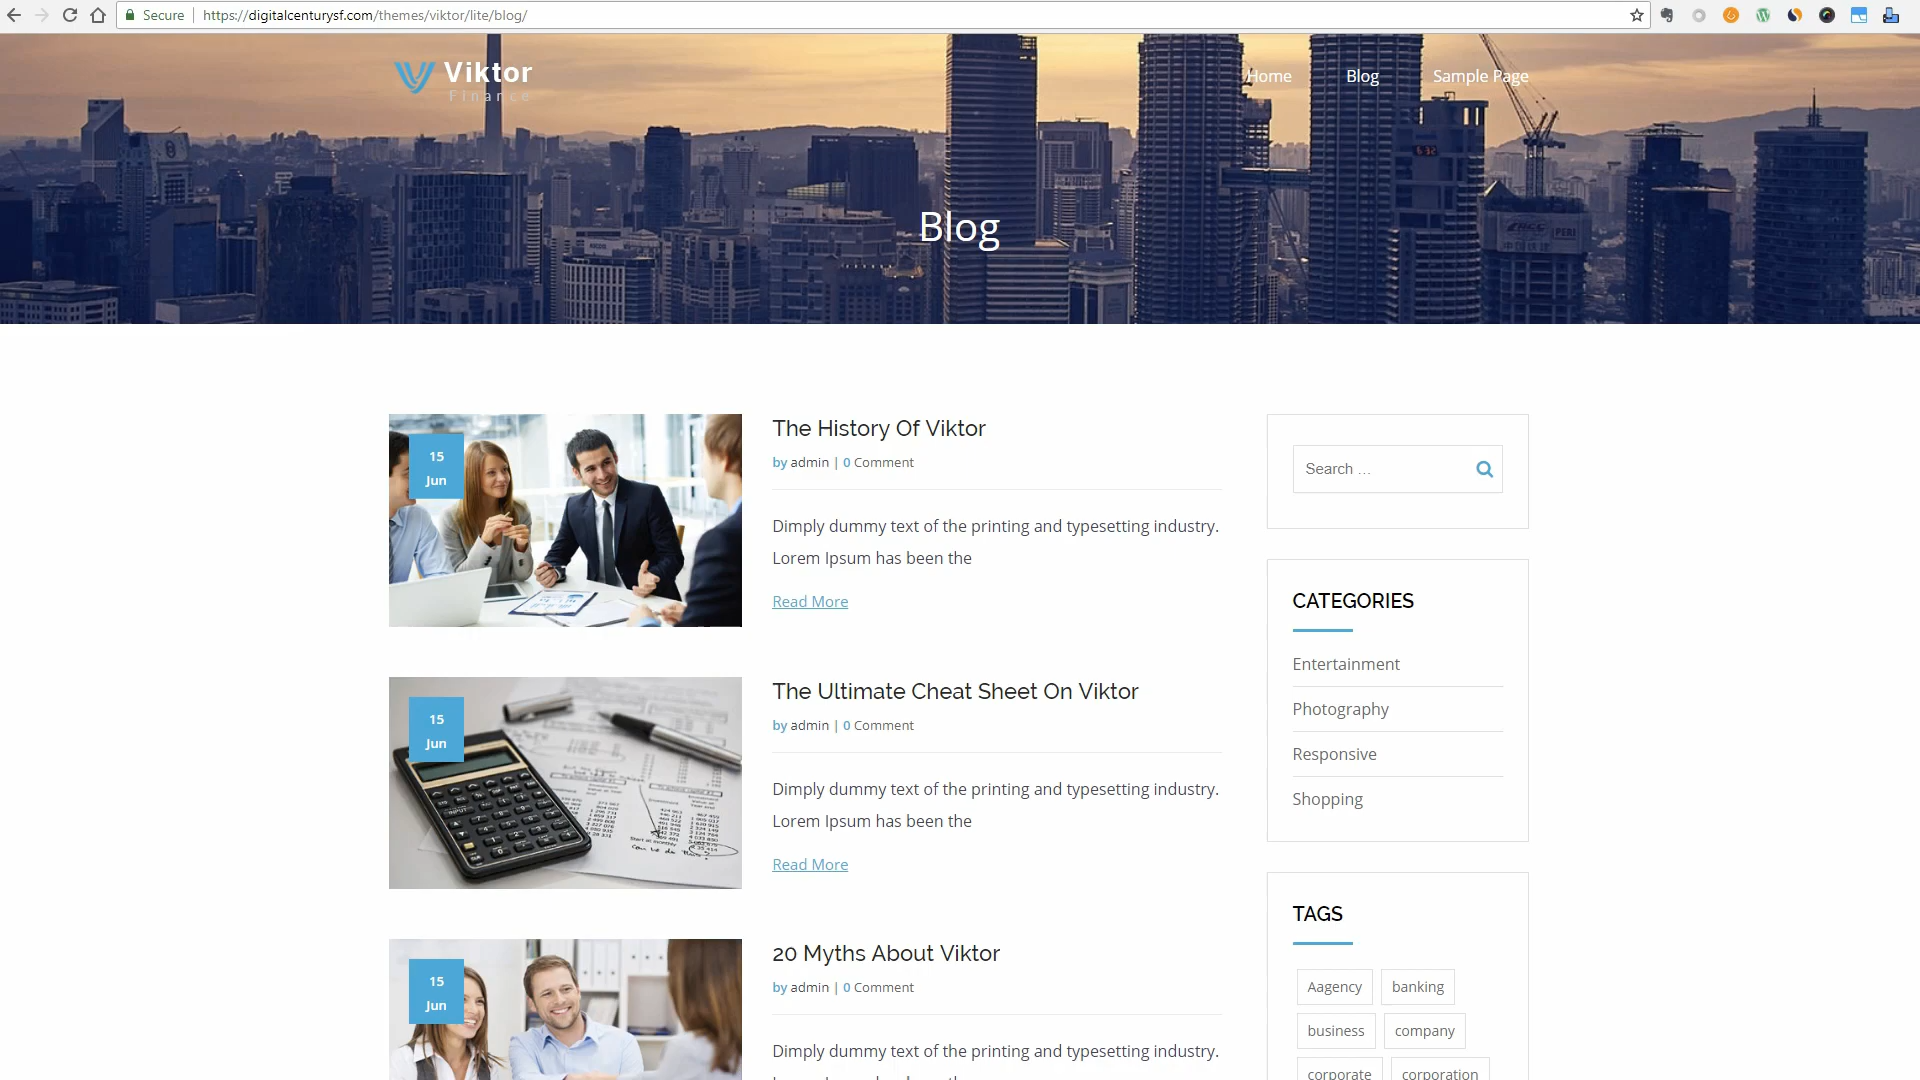 Secure https://digitalcenturysf.com/themes/viktor/lite/blog/
Viktor
Finance
Home Blog Sample Page
Blog
15
Jun
The History Of Viktor
by admin | 0 Comment
Dimply dummy text of the printing and typesetting industry.
Lorem Ipsum has been the
Read More
15
Jun
The Ultimate Cheat Sheet On Viktor
by admin | 0 Comment
Dimply dummy text of the printing and typesetting industry.
Lorem Ipsum has been the
Read More
15
Jun
20 Myths About Viktor
by admin | 0 Comment
Dimply dummy text of the printing and typesetting industry.
Search …
CATEGORIES
Entertainment
Photography
Responsive
Shopping
TAGS
Aagency banking
business company
corporate corporation